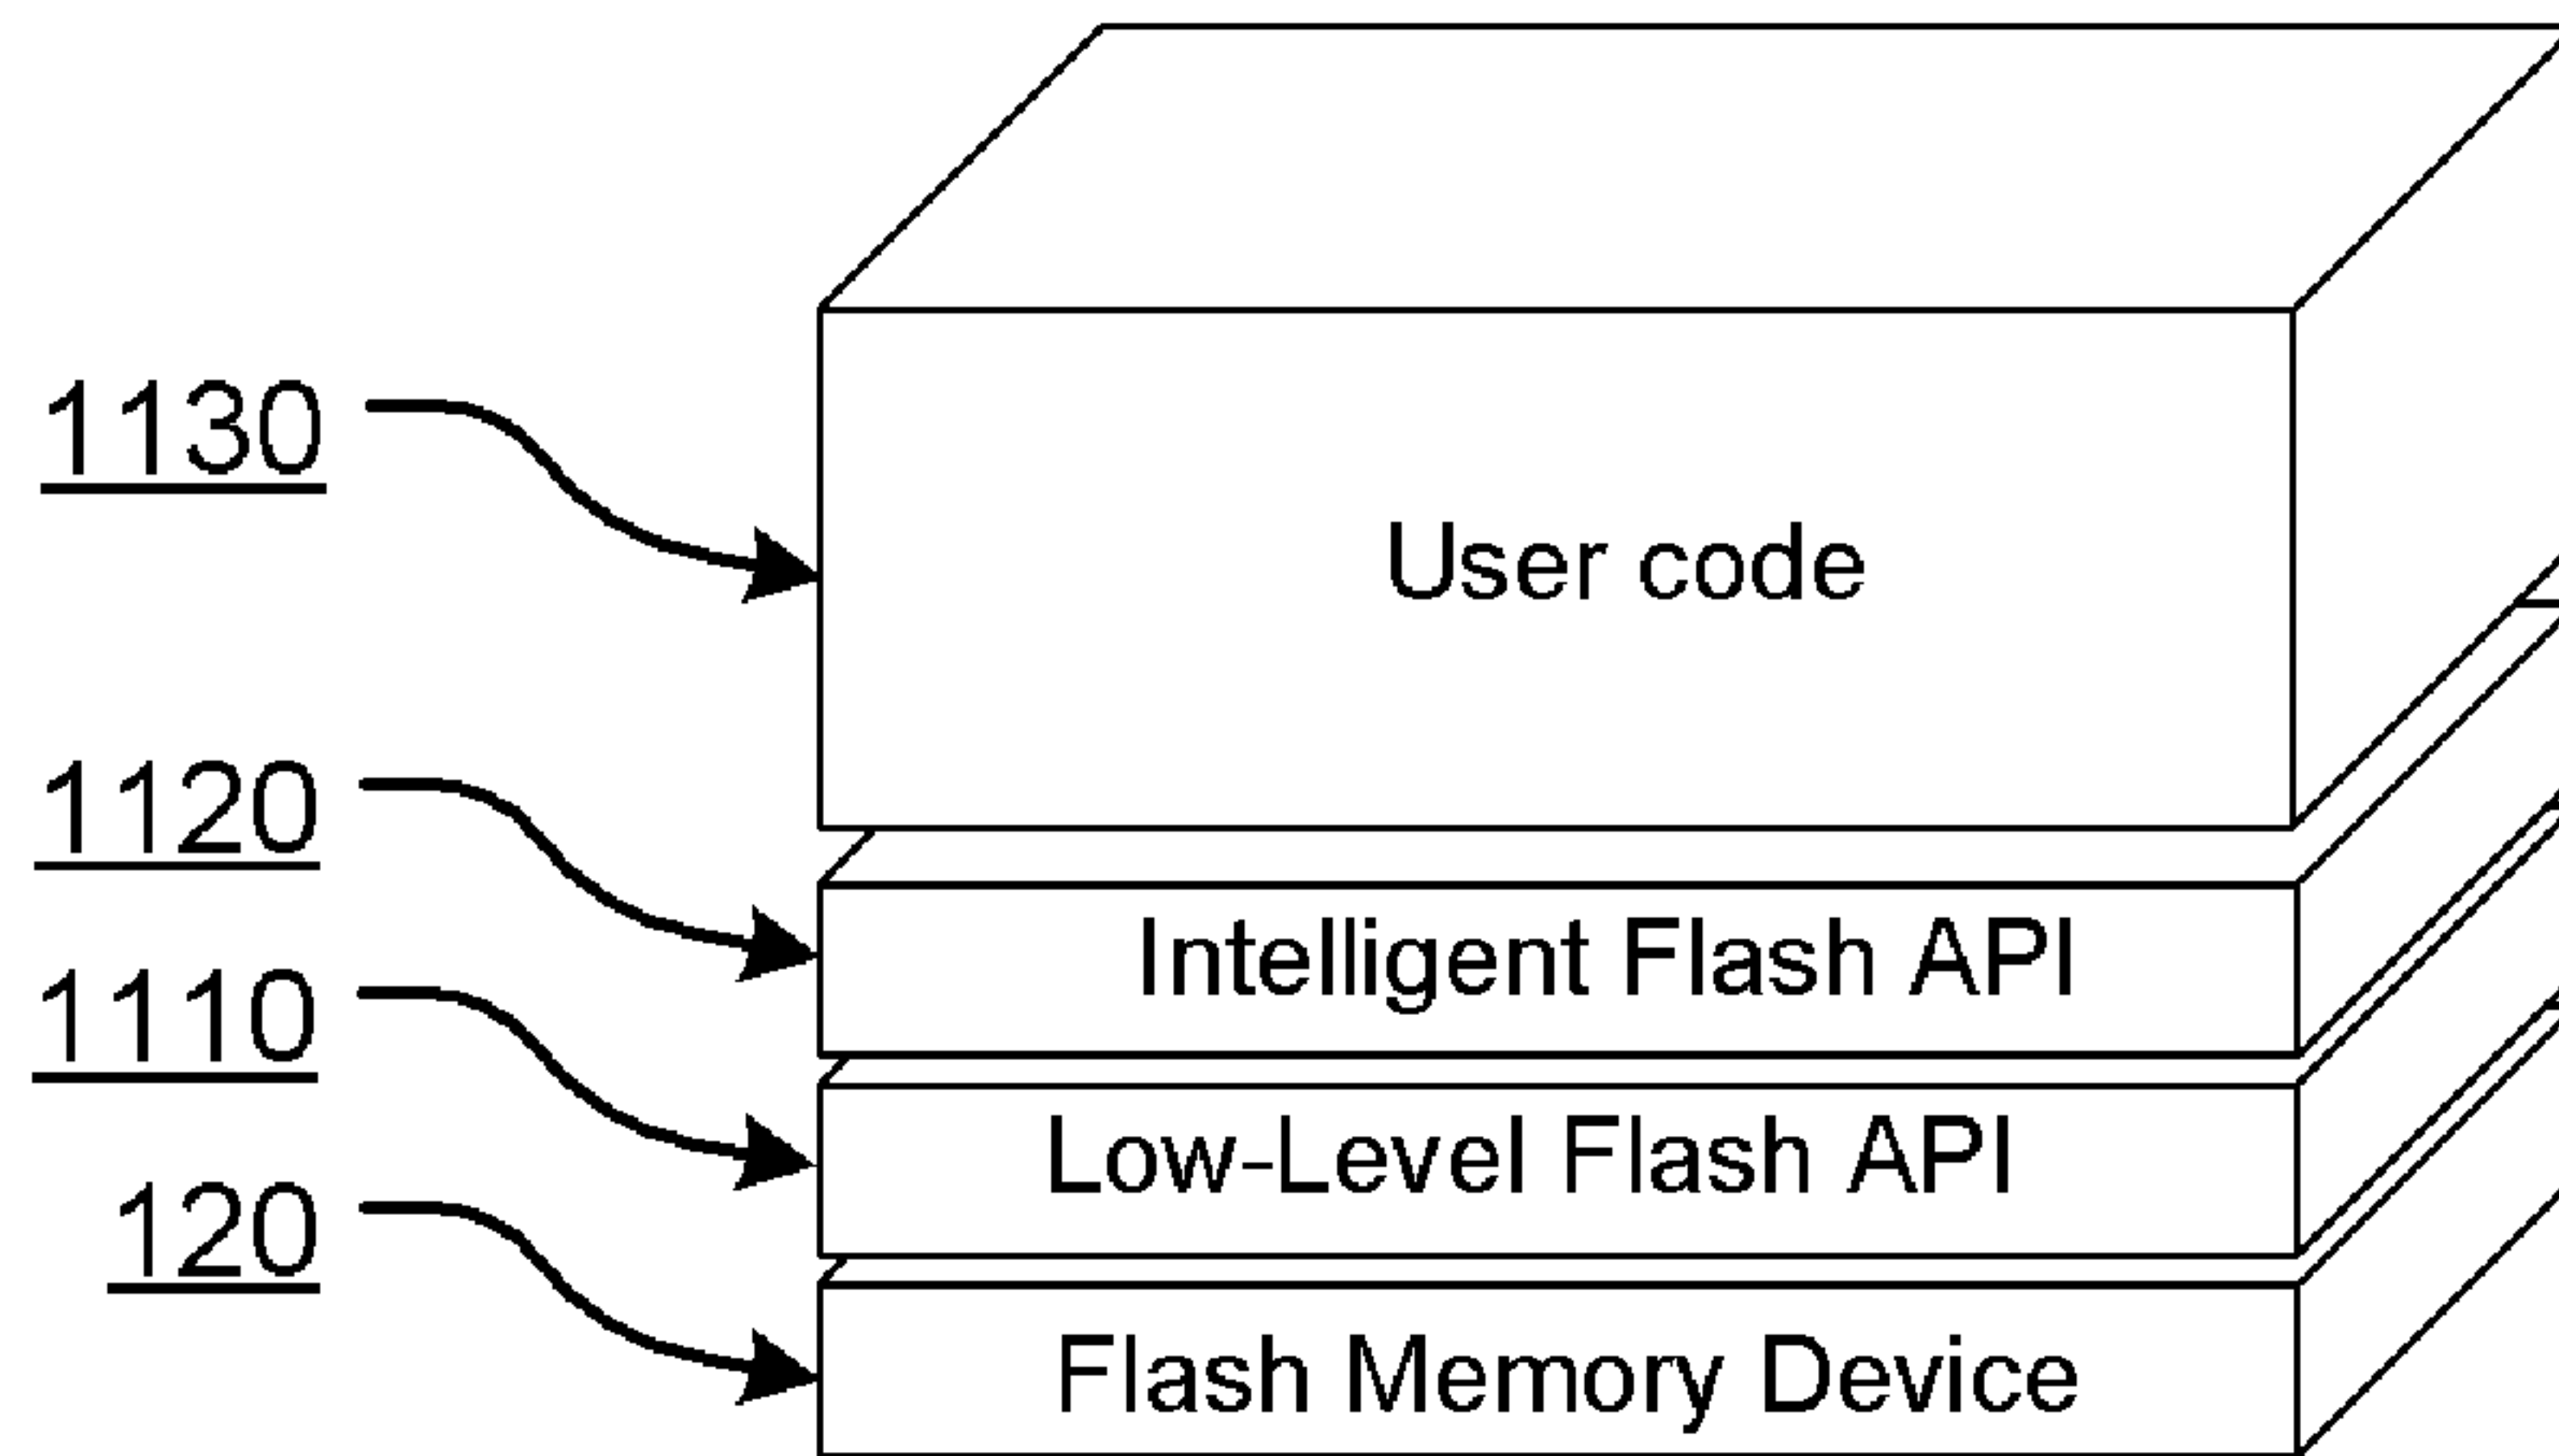 1130
User code
1120
Intelligent Flash API
1110
Low-Level Flash API
120
Flash Memory Device